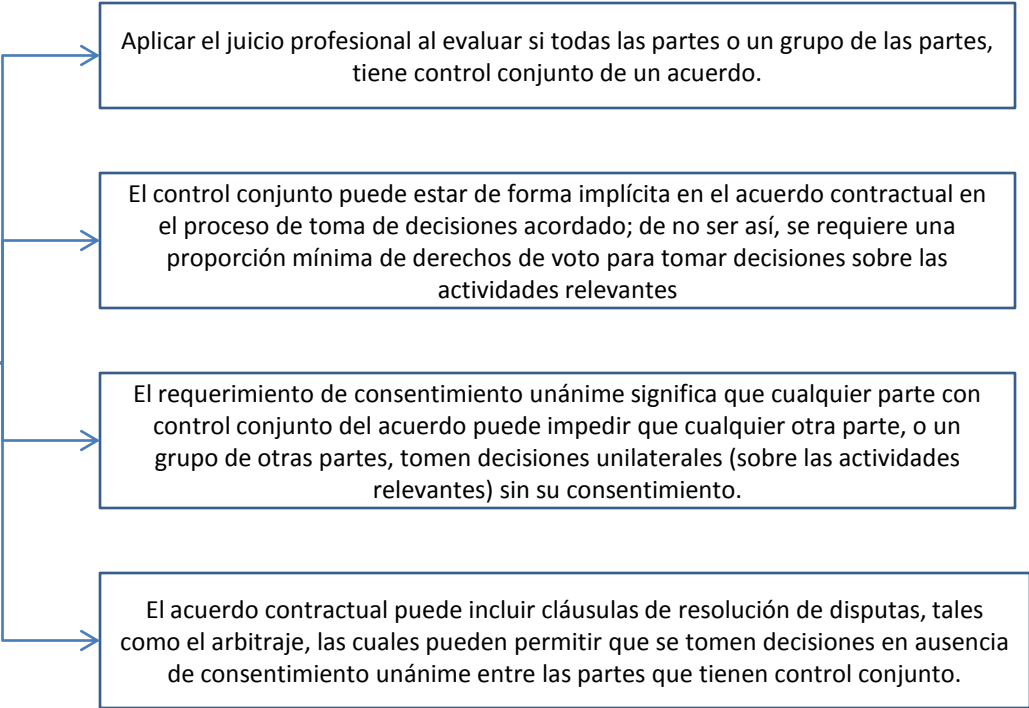 Aplicar el juicio profesional al evaluar si todas las partes o un grupo de las partes,
tiene control conjunto de un acuerdo.
El control conjunto puede estar de forma implícita en el acuerdo contractual en
el proceso de toma de decisiones acordado; de no ser así, se requiere una
proporción mínima de derechos de voto para tomar decisiones sobre las
actividades relevantes
El requerimiento de consentimiento unánime significa que cualquier parte con
control conjunto del acuerdo puede impedir que cualquier otra parte, o un
grupo de otras partes, tomen decisiones unilaterales (sobre las actividades
relevantes) sin su consentimiento.
El acuerdo contractual puede incluir cláusulas de resolución de disputas, tales
como el arbitraje, las cuales pueden permitir que se tomen decisiones en ausencia
de consentimiento unánime entre las partes que tienen control conjunto.